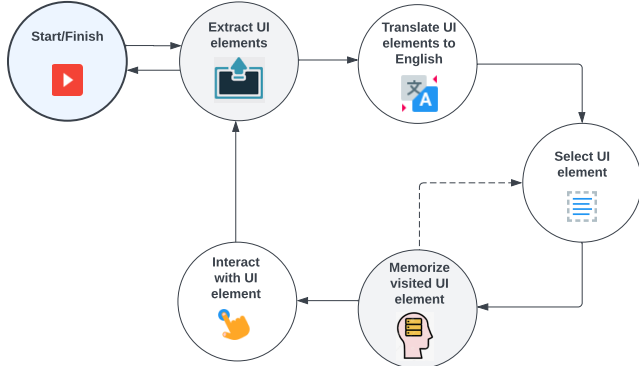 Start/Finish
Extract UI
elements
Translate UI
elements to
English
文
A
Select UI
element
Interact
with UI
element
Memorize
visited UI
element